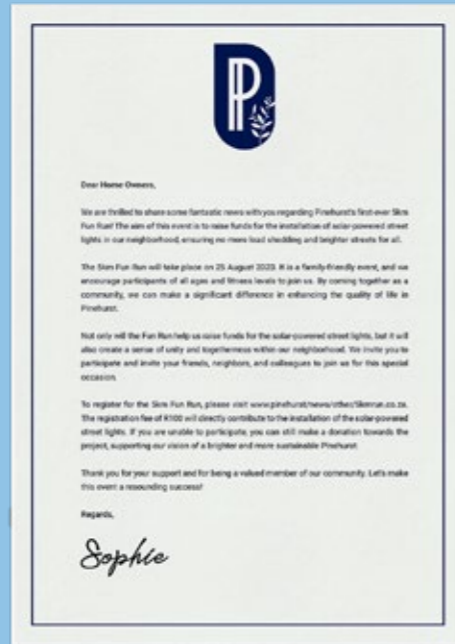 P
Dear Home Owners,
We are thrilled to share some fantastic news with you regarding Pinehurst's first-ever 5km
Fun Run! The aim of this event is to raise funds for the installation of solar-powered street
lights in our neighborhood, ensuring no more load shedding and brighter streets for all.
The 5km Fun Run will take place on 25 August 2023. It is a family-friendly event, and we
encourage participants of all ages and fitness levels to join us. By coming together as a
community, we can make a significant difference in enhancing the quality of life in
Pinehurst.
Not only will the Fun Run help us raise funds for the solar-powered street lights, but it will
also create a sense of unity and togetherness within our neighborhood. We invite you to
participate and invite your friends, neighbors, and colleagues to join us for this special
occasion.
To register for the 5km Fun Run, please visit
The registration fee of R100 will directly contribute to the installation of the solar-powered
street lights. If you are unable to participate, you can still make a donation towards the
project, supporting our vision of a brighter and more sustainable Pinehurst.
Thank you for your support and for being a valued member of our community. Let's make
this event a resounding success!
Regards,
Sophie